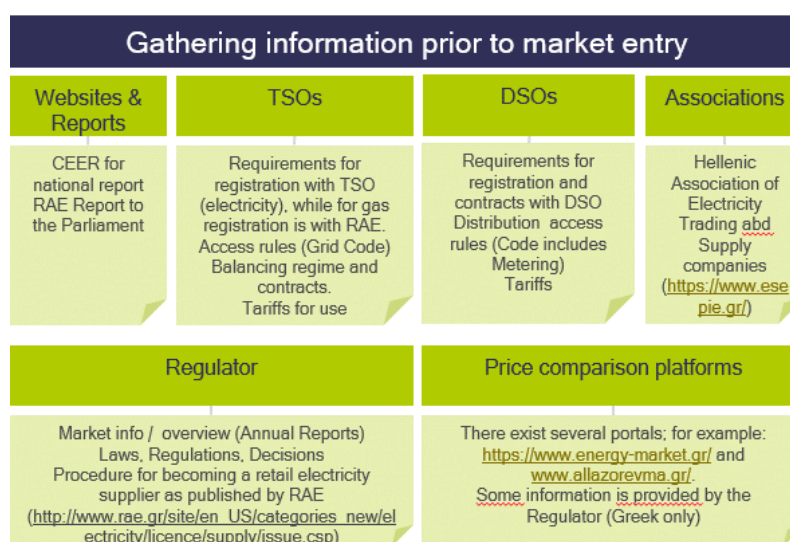 Gathering information prior to market entry
Websites &
Reports
CEER for
national report
RAE Report to
the Parliament
TSOs
Requirements for
registration with TSO
(electricity), while for gas
registration is with RAE.
Access rules (Grid Code)
Balancing regime and
contracts.
Tariffs for use
DSOs
Requirements for
registration and
contracts with DSO
Distribution access
rules (Code includes
Metering)
Tariffs
Associations
Hellenic
Association of
Electricity
Trading abd
Supply
companies
(https://www.ese
pie.gr/)
Regulator
Market info / overview (Annual Reports)
Laws, Regulations, Decisions
Procedure for becoming a retail electricity
supplier as published by RAE
(http://www.rae.gr/site/en_US/categories_new/el
ectricity/licence/supply/issue.csp)
Price comparison platforms
There exist several portals; for example:
https://www.energy-market.gr/ and
www.allazorevma.gr/.
Some information is provided by the
Regulator (Greek only)